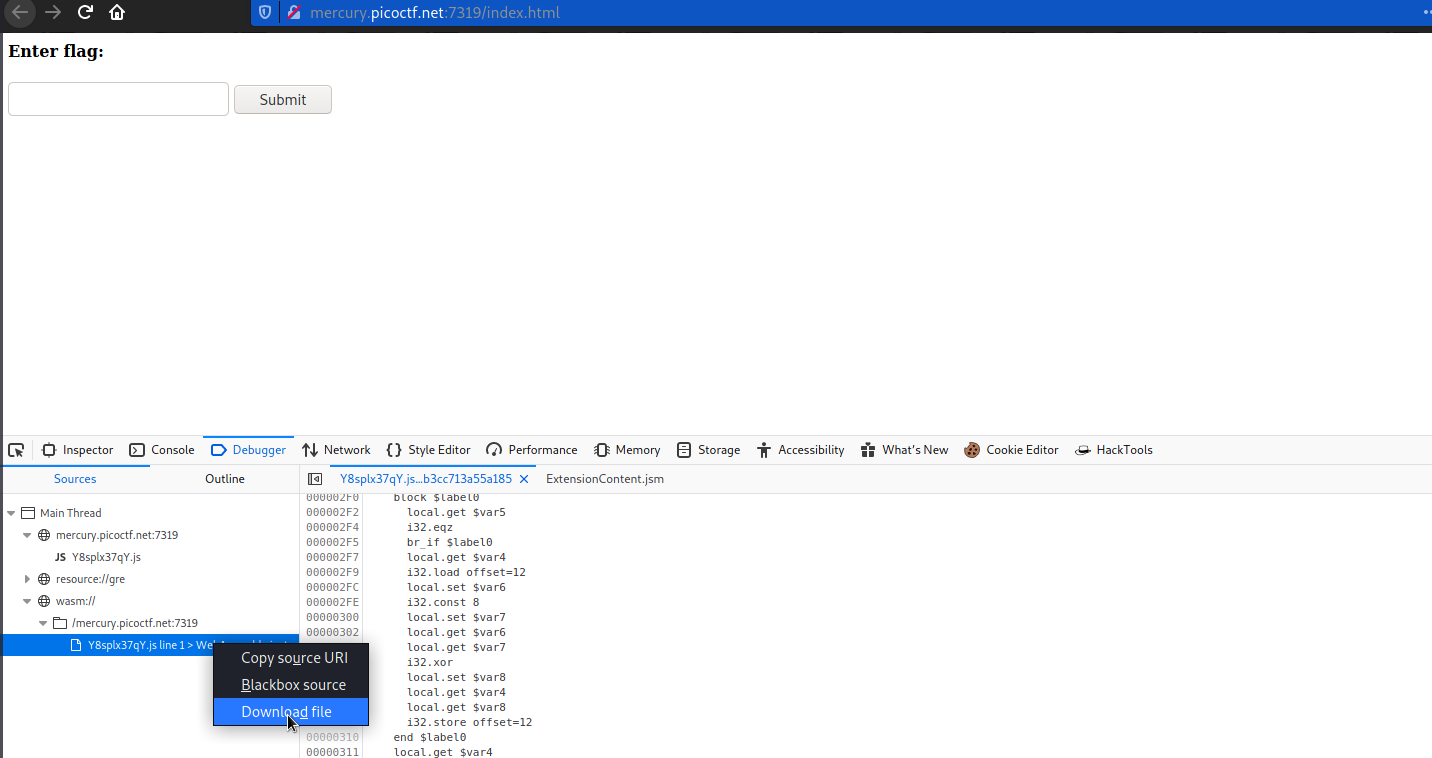 mercury.picoctf.net:7319/index.html
Enter flag:
Submit
Inspector Console Debugger Network Style Editor Performance Memory Storage Accessibility What's New Cookie Editor HackTools
Sources Outline Y8splx37qY.js...b3cc713a55a185 ExtensionContent.jsm
Main Thread
mercury.picoctf.net:7319
JS Y8splx37qY.js
resource://gre
wasm://
/mercury.picoctf.net:7319
Y8splx37qY.js line 1 >
Copy source URI
Blackbox source
Download file
000002F0 block $label0
000002F2 local.get $var5
000002F4 i32.eqz
000002F5 br_if $label0
000002F7 local.get $var4
000002F9 i32.load offset=12
000002FC local.set $var6
000002FE i32.const 8
00000300 local.set $var7
00000302 local.get $var6
local.get $var7
i32.xor
local.set $var8
local.get $var4
local.get $var8
i32.store offset=12
00000310 end $label0
00000311 local.get $var4